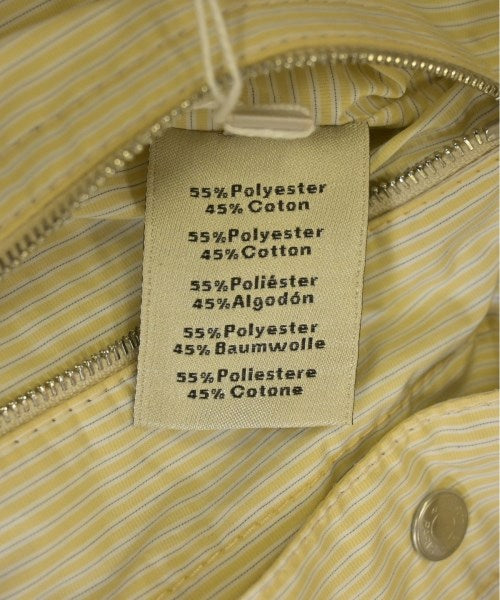 55%Polyester
45% Coton
55%Polyester
45% Cotton
55% Poliéster
45%Algodón
55% Polyester
45% Baumwolle
55% Poliestere
45% Cotone